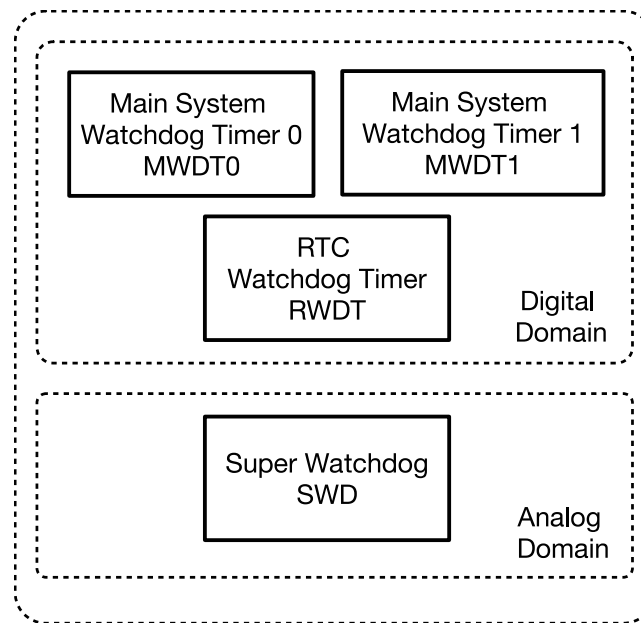 Main System
Watchdog Timer 0
MWDT0
Main System
Watchdog Timer 1
MWDT1
RTC
Watchdog Timer
RWDT
Digital
Domain
Super Watchdog
SWD
Analog
Domain